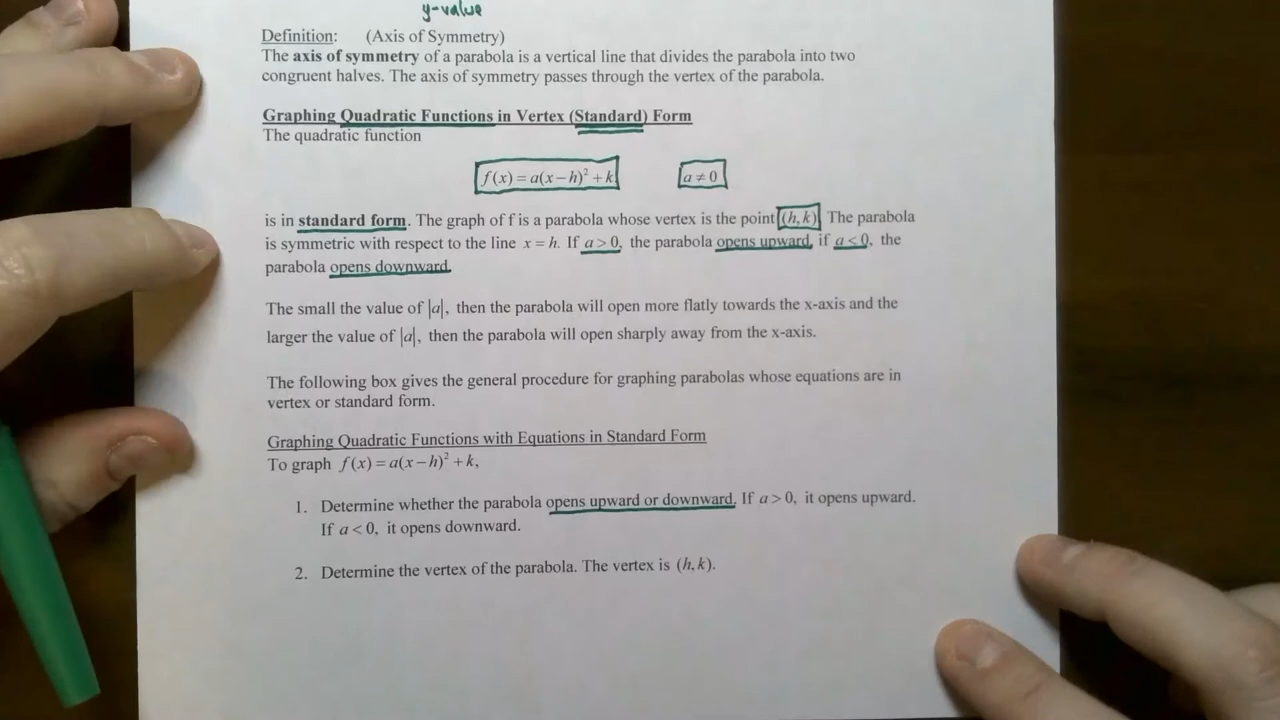 y-value
Definition: (Axis of Symmetry)
The axis of symmetry of a parabola is a vertical line that divides the parabola into two
congruent halves. The axis of symmetry passes through the vertex of the parabola.
Graphing Quadratic Functions in Vertex (Standard) Form
The quadratic function
f(x) = a(x−h)² + k a ≠ 0
is in standard form. The graph of f is a parabola whose vertex is the point (h, k). The parabola
is symmetric with respect to the line x = h. If a > 0, the parabola opens upward, if a < 0, the
parabola opens downward.
The small the value of |a|, then the parabola will open more flatly towards the x-axis and the
larger the value of |a|, then the parabola will open sharply away from the x-axis.
The following box gives the general procedure for graphing parabolas whose equations are in
vertex or standard form.
Graphing Quadratic Functions with Equations in Standard Form
To graph f(x) = a(x−h)² + k,
1. Determine whether the parabola opens upward or downward. If a > 0, it opens upward.
If a < 0, it opens downward.
2. Determine the vertex of the parabola. The vertex is (h, k).